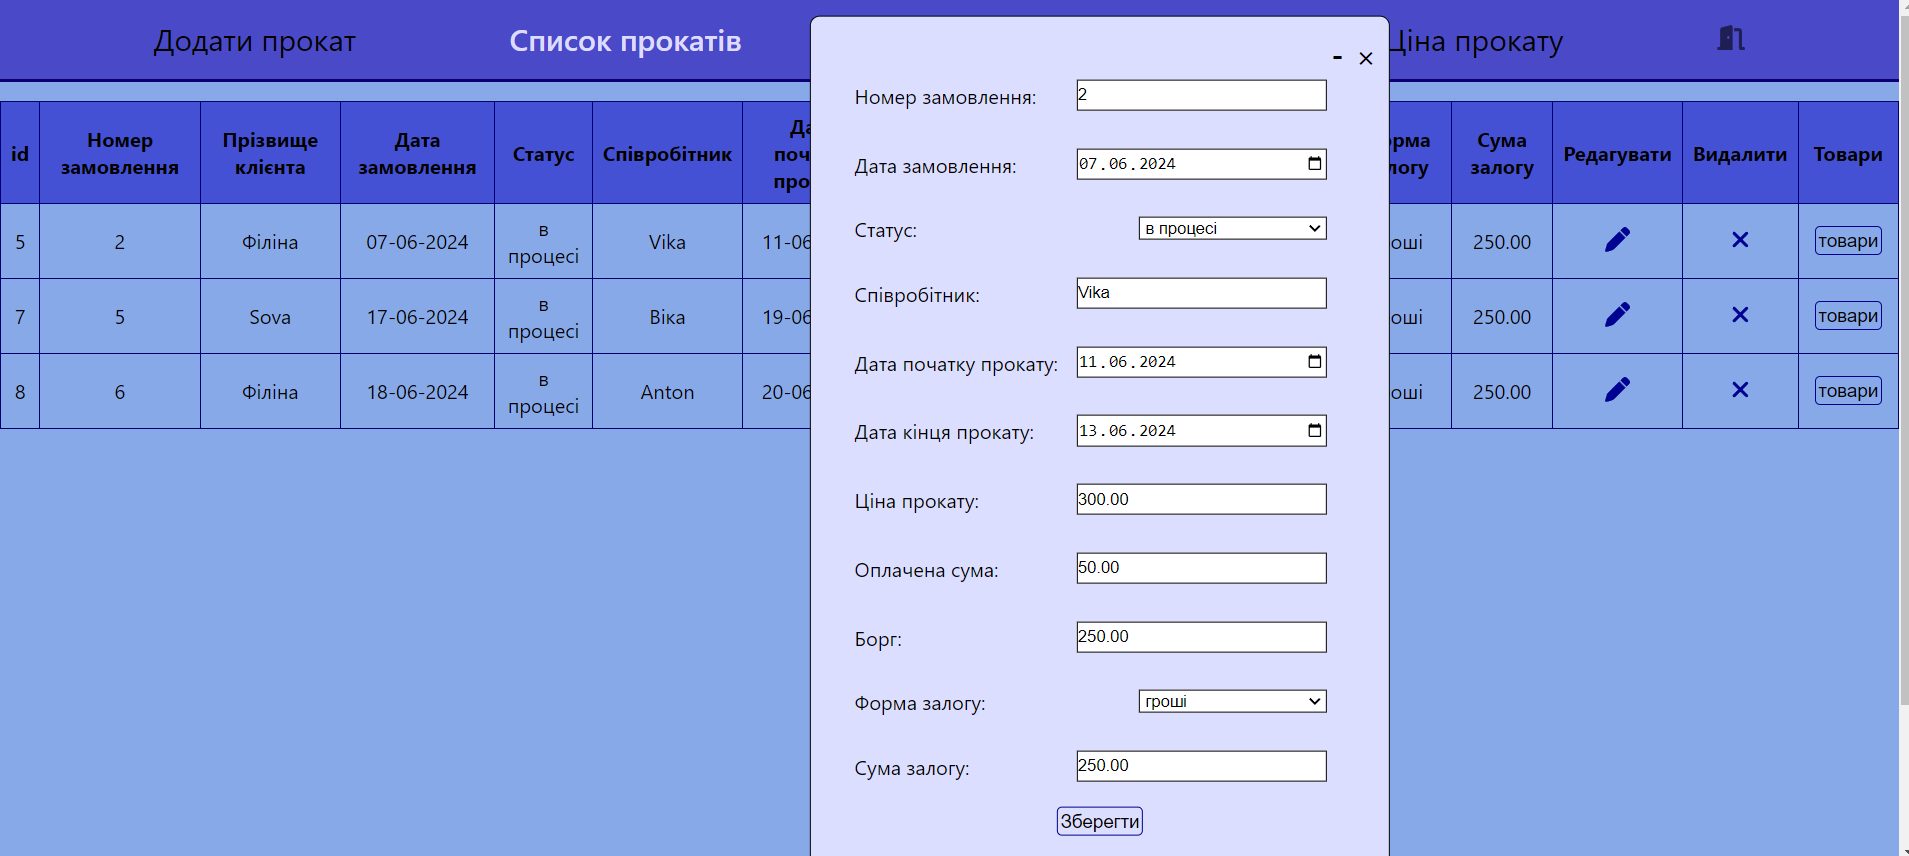 Додати прокат
Список прокатів
Ціна прокату
id
Номер замовлення
Прізвище клієнта
Дата замовлення
Статус
Співробітник
Сума залогу
Редагувати
Видалити
Товари
5
2
Філіна
07-06-2024
в процесі
Vika
11-06
оші
250.00
товари
7
5
Sova
17-06-2024
в процесі
Віка
19-06
оші
250.00
товари
8
6
Філіна
18-06-2024
в процесі
Anton
20-06
оші
250.00
товари
- ×
Номер замовлення: 2
Дата замовлення: 07.06.2024
Статус: в процесі
Співробітник: Vika
Дата початку прокату: 11.06.2024
Дата кінця прокату: 13.06.2024
Ціна прокату: 300.00
Оплачена сума: 50.00
Борг: 250.00
Форма залогу: гроші
Сума залогу: 250.00
Зберегти